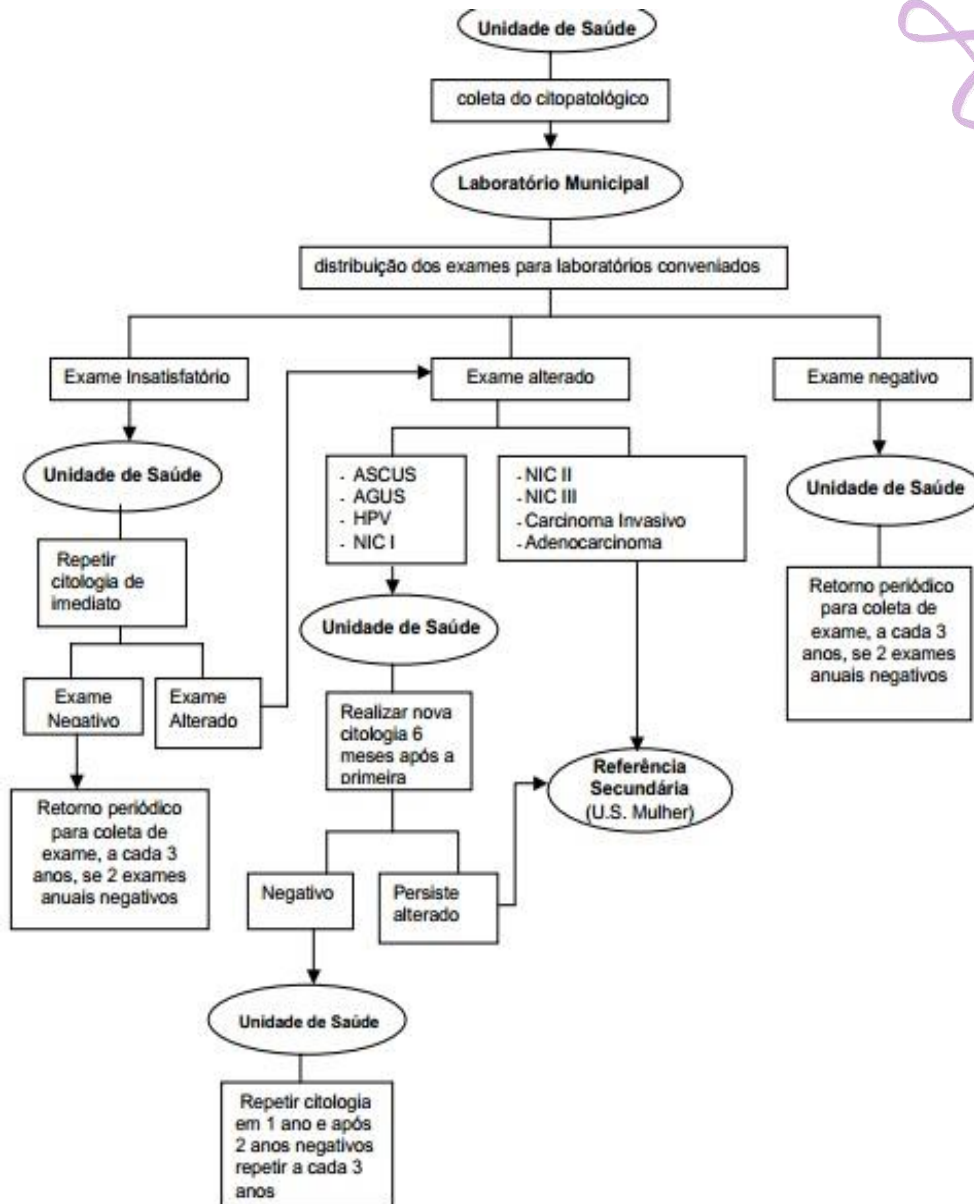 Unidade de Saúde
coleta do citopatológico
Laboratório Municipal
distribuição dos exames para laboratórios conveniados
Exame Insatisfatório
Exame alterado
Exame negativo
Unidade de Saúde
- ASCUS
- AGUS
- HPV
- NIC I
- NIC II
- NIC III
- Carcinoma Invasivo
- Adenocarcinoma
Unidade de Saúde
Repetir
citologia de
imediato
Unidade de Saúde
Retorno periódico
para coleta de
exame, a cada 3
anos, se 2 exames
anuais negativos
Exame
Negativo
Exame
Alterado
Realizar nova
citologia 6
meses após a
primeira
Referência
Secundária
(U.S. Mulher)
Retorno periódico
para coleta de
exame, a cada 3
anos, se 2 exames
anuais negativos
Negativo
Persiste
alterado
Unidade de Saúde
Repetir citologia
em 1 ano e após
2 anos negativos
repetir a cada 3
anos